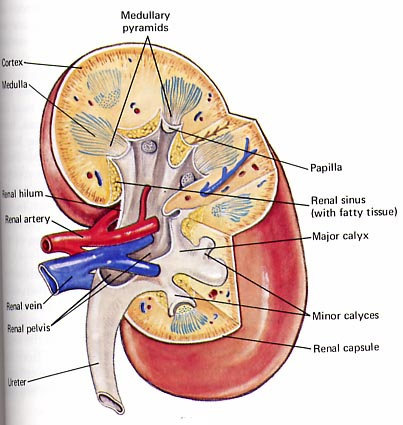 Medullary
pyramids
Cortex
Medulla
Papilla
Renal hilum
Renal sinus
(with fatty tissue)
Renal artery
Major calyx
Renal vein
Minor calyces
Renal pelvis
Renal capsule
Ureter